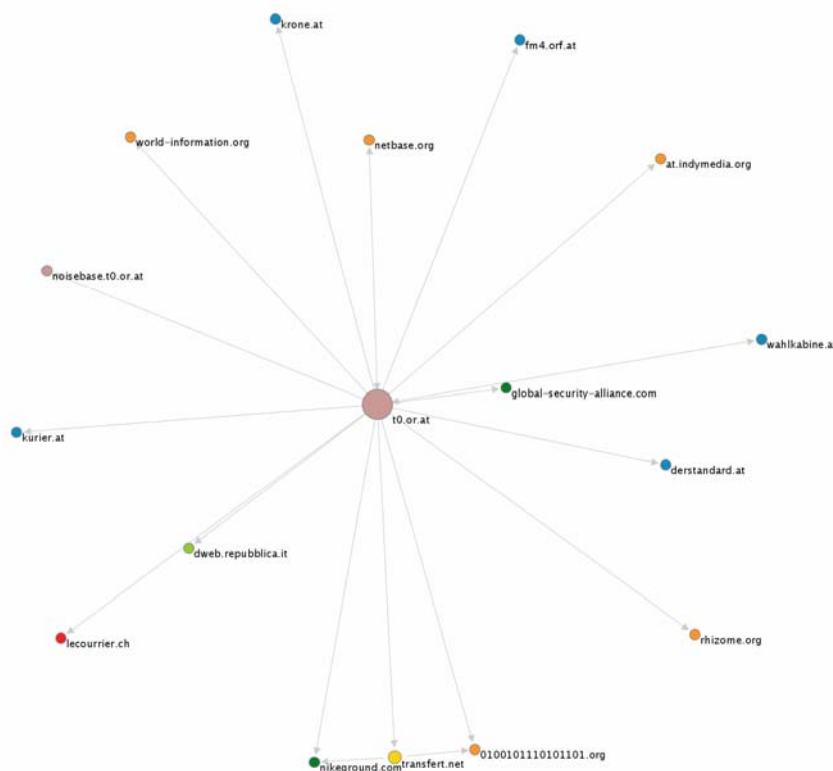 krone.at
fm4.orf.at
world-information.org
netbase.org
at.indymedia.org
noisebase.t0.or.at
wahlkabine.a
global-security-alliance.com
t0.or.at
kurier.at
derstandard.at
dweb.repubblica.it
lecourrier.ch
rhizome.org
0100101110101101.org
nikeground.com
transfert.net